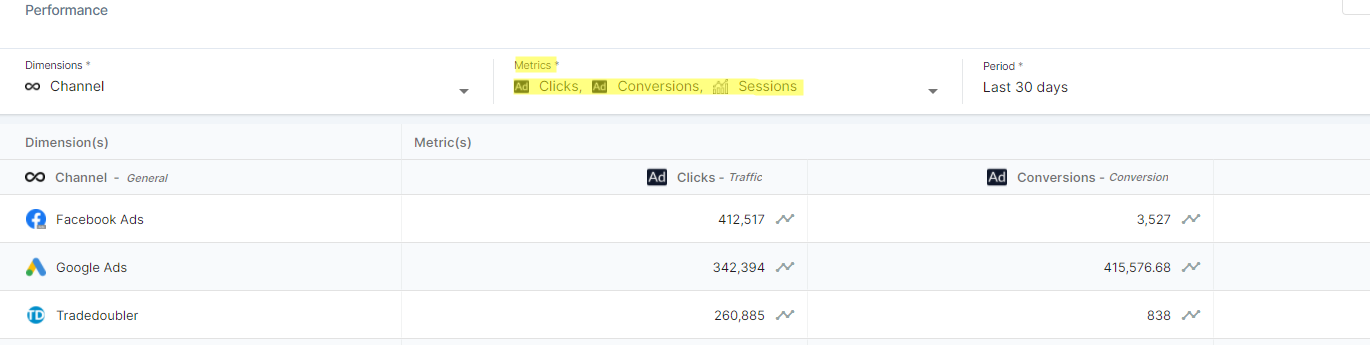 Performance
Dimensions * Metrics * Period *
Channel Ad Clicks, Ad Conversions, Sessions Last 30 days
Dimension(s) Metric(s)
Channel - General Ad Clicks - Traffic Ad Conversions - Conversion
Facebook Ads 412,517 3,527
Google Ads 342,394 415,576.68
TD Tradedoubler 260,885 838